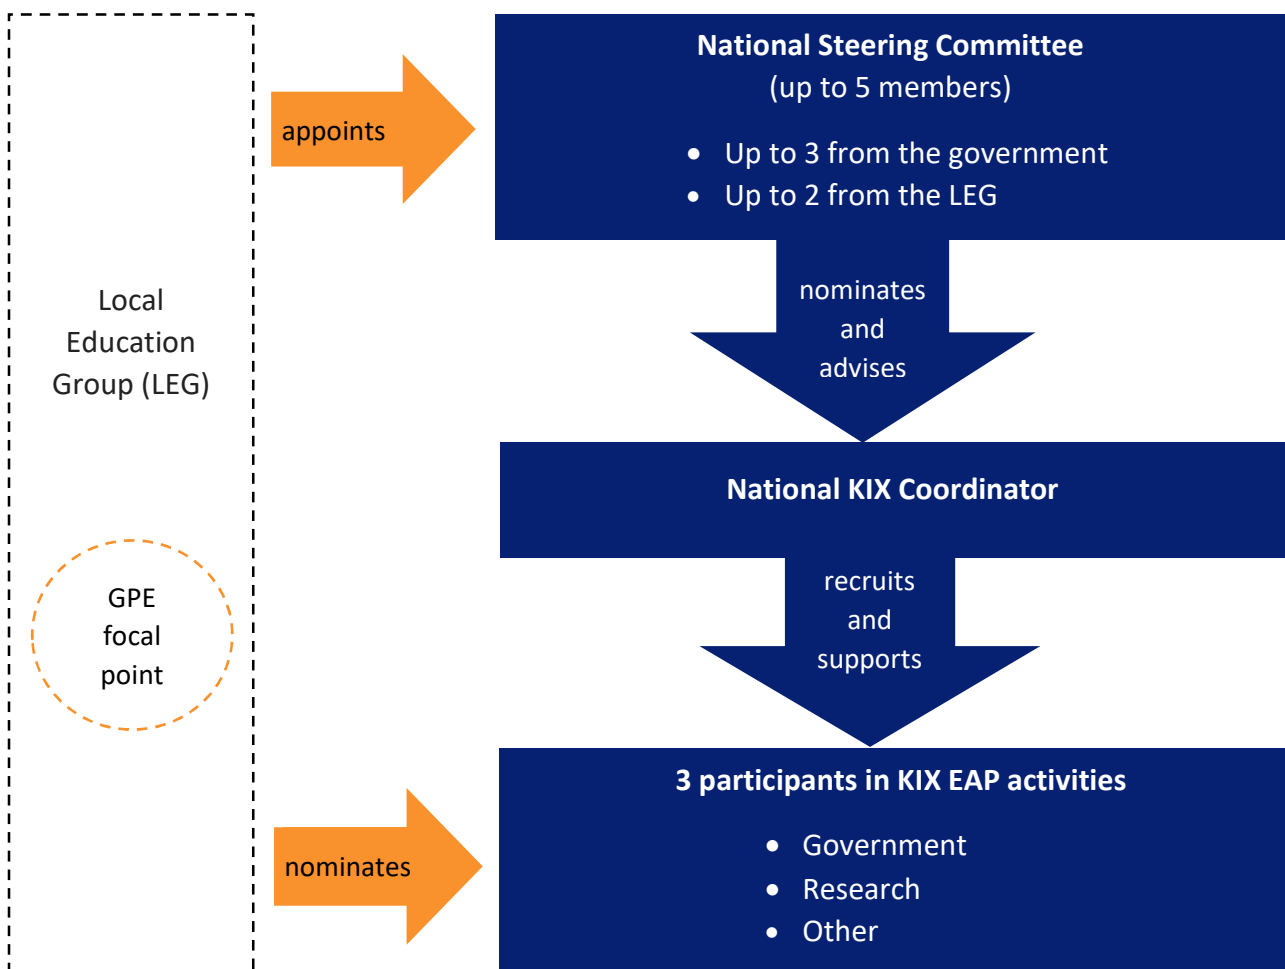 National Steering Committee
(up to 5 members)
• Up to 3 from the government
• Up to 2 from the LEG
appoints
nominates
and
advises
Local
Education
Group (LEG)
National KIX Coordinator
GPE
focal
point
recruits
and
supports
3 participants in KIX EAP activities
• Government
• Research
• Other
nominates